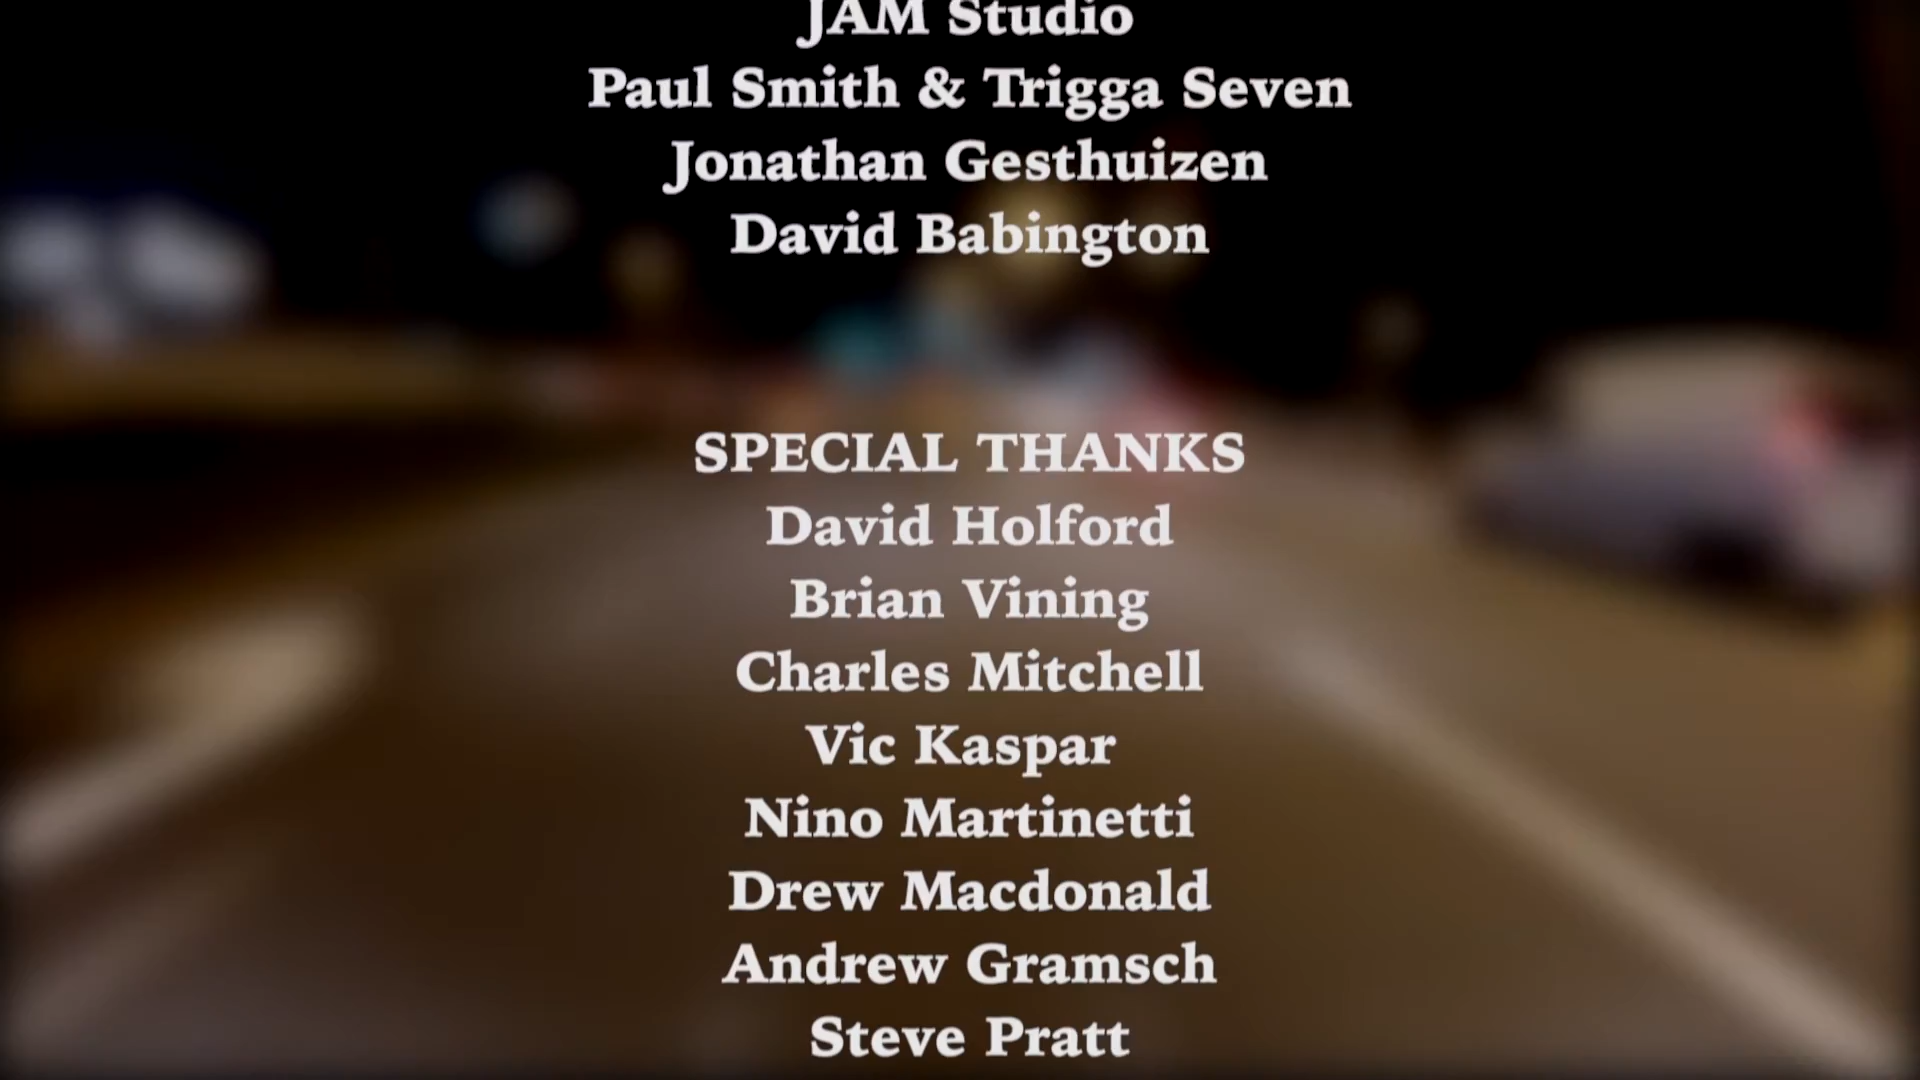 JAM Studio
Paul Smith & Trigga Seven
Jonathan Gesthuizen
David Babington
SPECIAL THANKS
David Holford
Brian Vining
Charles Mitchell
Vic Kaspar
Nino Martinetti
Drew Macdonald
Andrew Gramsch
Steve Pratt